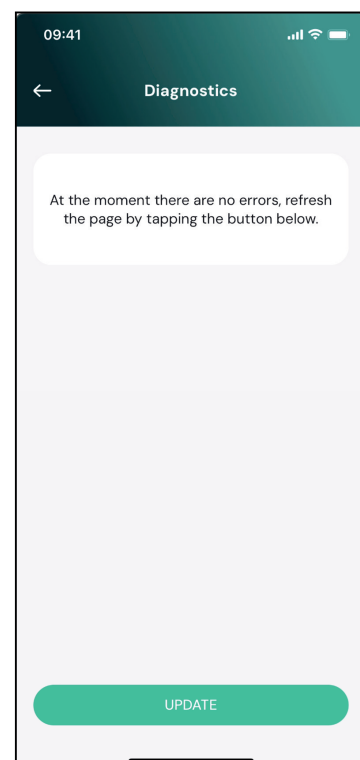 09:41
Diagnostics
At the moment there are no errors, refresh
the page by tapping the button below.
UPDATE